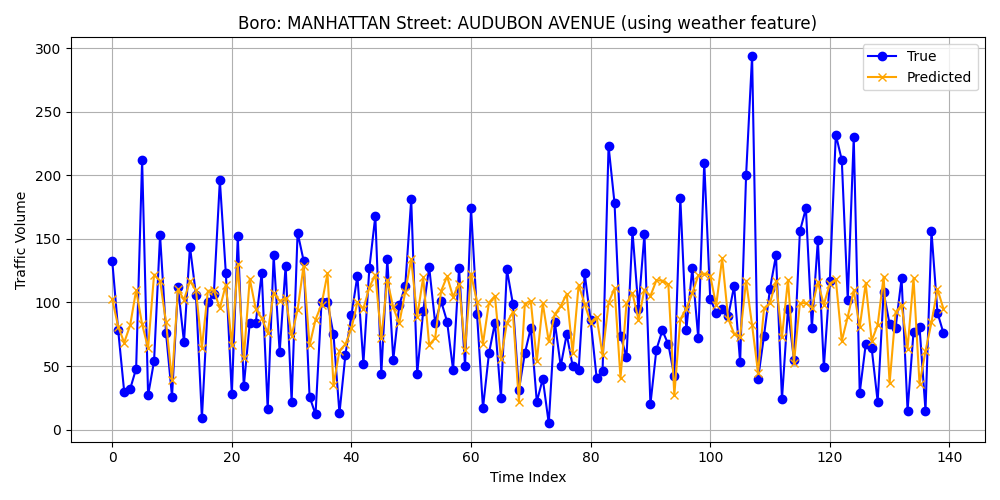 Boro: MANHATTAN Street: AUDUBON AVENUE (using weather feature)
True
Predicted
Traffic Volume
300
250
200
150
100
50
0
0 20 40 60 80 100 120 140
Time Index